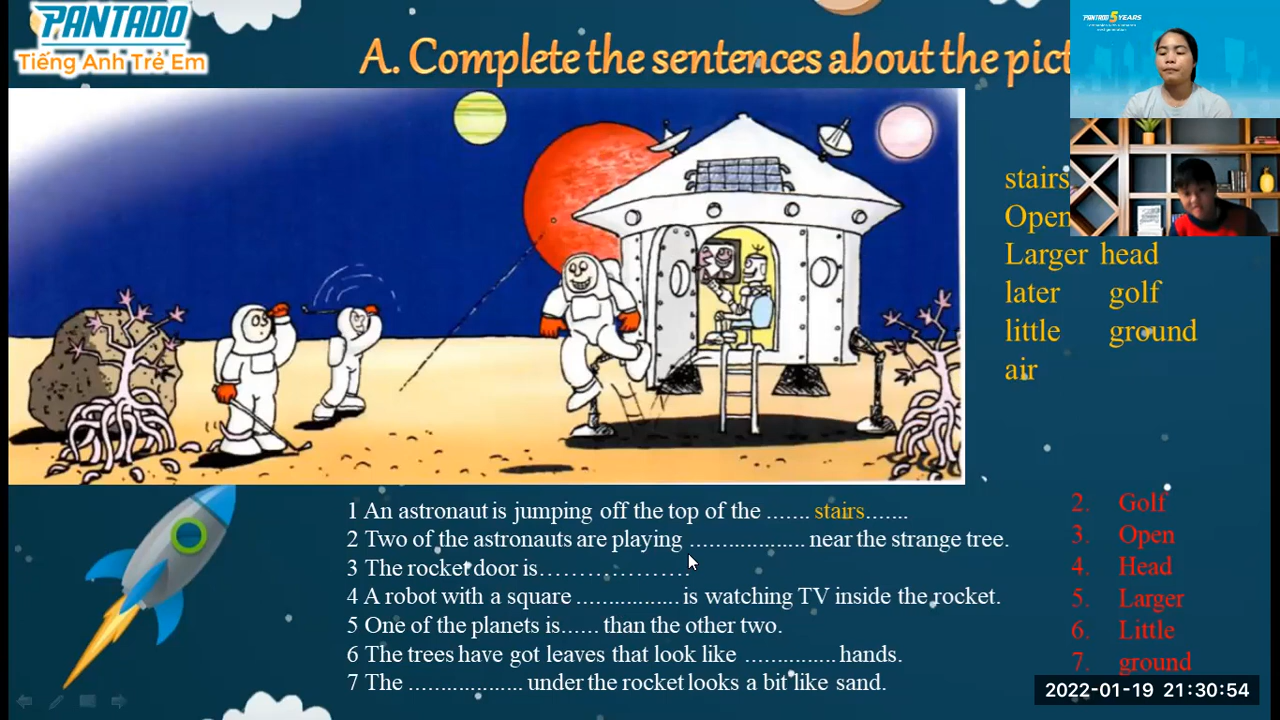 PANTADO
Tiếng Anh Trẻ Em
A. Complete the sentences about the pict
PANTADO 5 YEARS
stairs
Open
Larger head
later golf
little ground
air
1 An astronaut is jumping off the top of the ....... stairs.......
2 Two of the astronauts are playing ................... near the strange tree.
3 The rocket door is...................
4 A robot with a square ................ is watching TV inside the rocket.
5 One of the planets is...... than the other two.
6 The trees have got leaves that look like ............... hands.
7 The ................... under the rocket looks a bit like sand.
2. Golf
3. Open
4. Head
5. Larger
6. Little
7. ground
2022-01-19 21:30:54